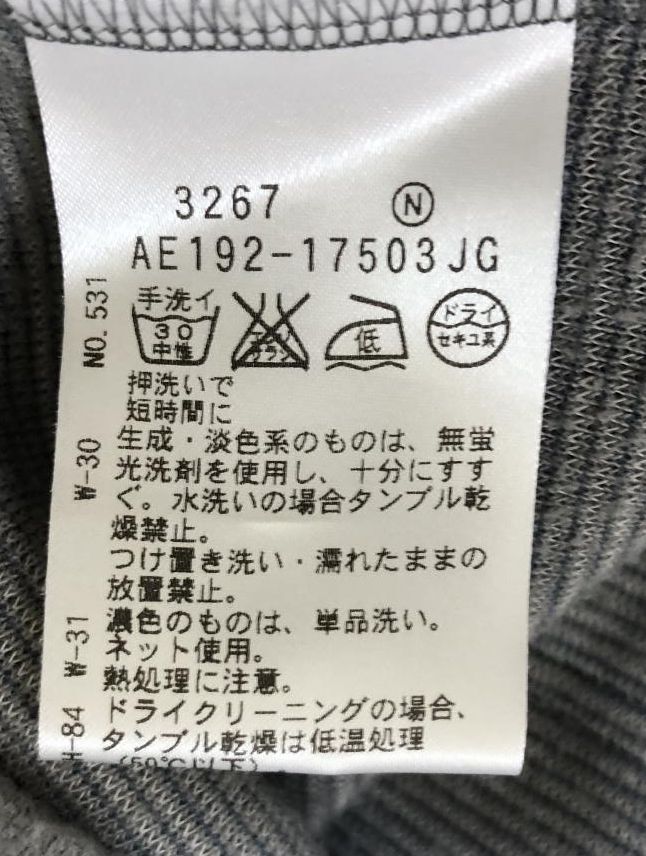 3267 Ⓝ
AE192-17503JG
手洗イ
30
中性
エンソ
サラシ
低
ドライ
セキユ系
押洗いで
短時間に
生成・淡色系のものは、無蛍
光洗剤を使用し、十分にすす
ぐ。水洗いの場合タンブル乾
燥禁止。
つけ置き洗い・濡れたままの
放置禁止。
濃色のものは、単品洗い。
ネット使用。
熱処理に注意。
ドライクリーニングの場合、
タンブル乾燥は低温処理
NO.531
W-30
W-31
H-84